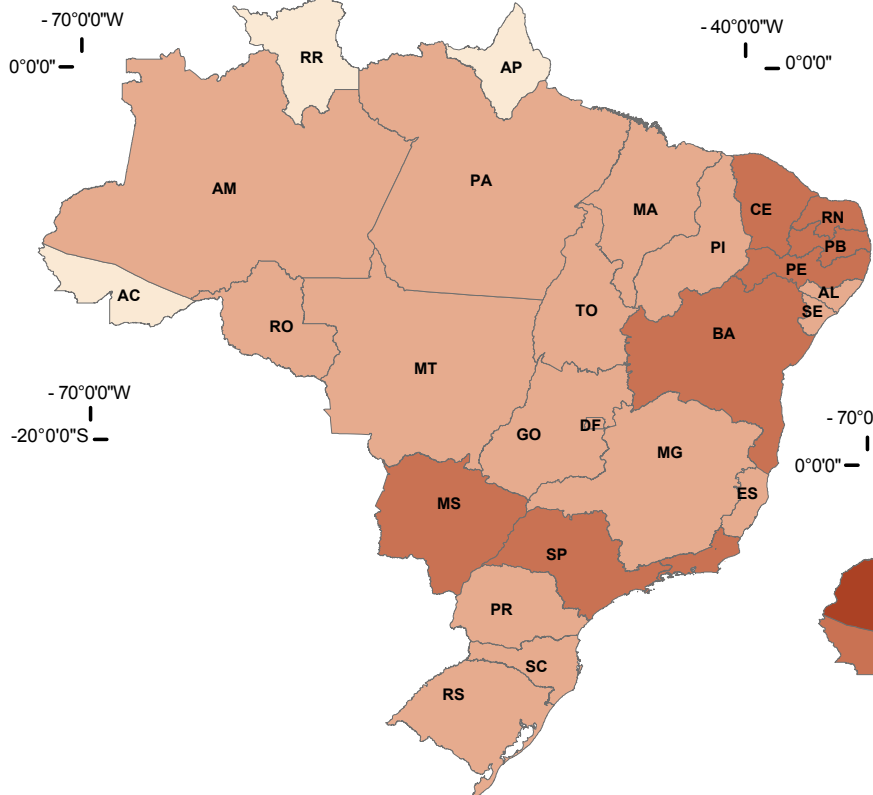 - 70°0'0"W
- 40°0'0"W
0°0'0"
0°0'0"
RR
AP
AM
PA
MA
CE
RN
PB
PI
PE
AL
SE
AC
TO
RO
BA
MT
- 70°0'0"W
-20°0'0"S
- 70°
0°0'0"
GO
DF
MG
ES
MS
SP
PR
SC
RS